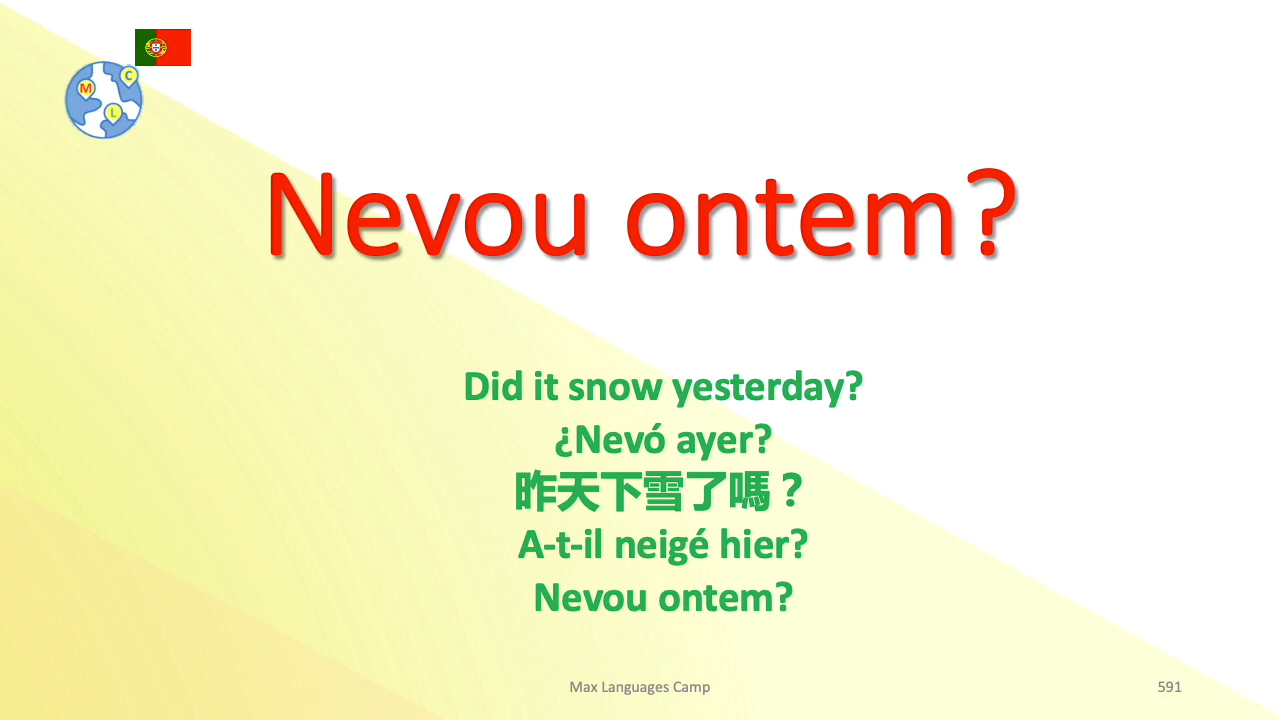 M
C
L
Nevou ontem?
Did it snow yesterday?
¿Nevó ayer?
昨天下雪了嗎？
A-t-il neigé hier?
Nevou ontem?
Max Languages Camp
591